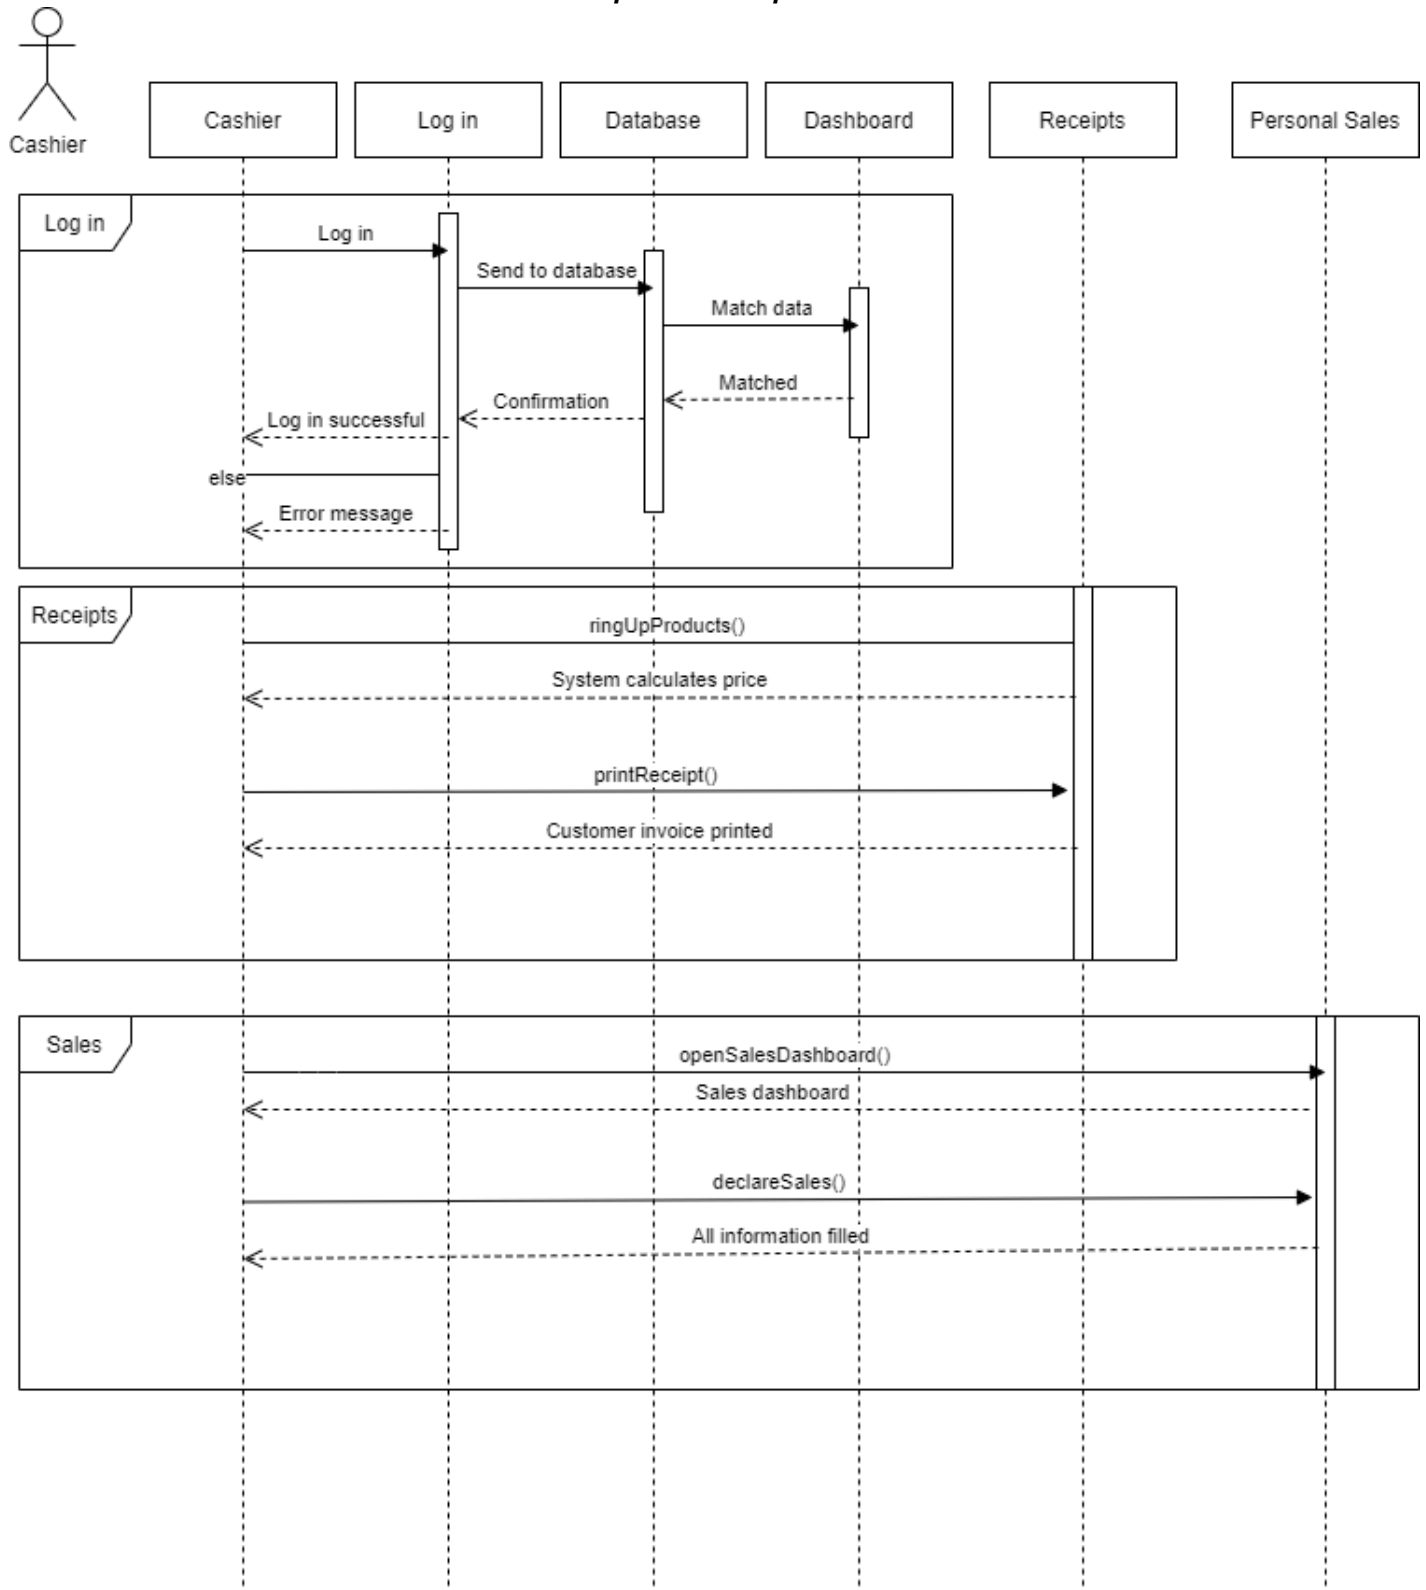 Cashier
Cashier
Log in
Database
Dashboard
Receipts
Personal Sales
Log in
Log in
Send to database
Match data
Matched
Confirmation
Log in successful
else
Error message
Receipts
ringUpProducts()
System calculates price
printReceipt()
Customer invoice printed
Sales
openSalesDashboard()
Sales dashboard
declareSales()
All information filled